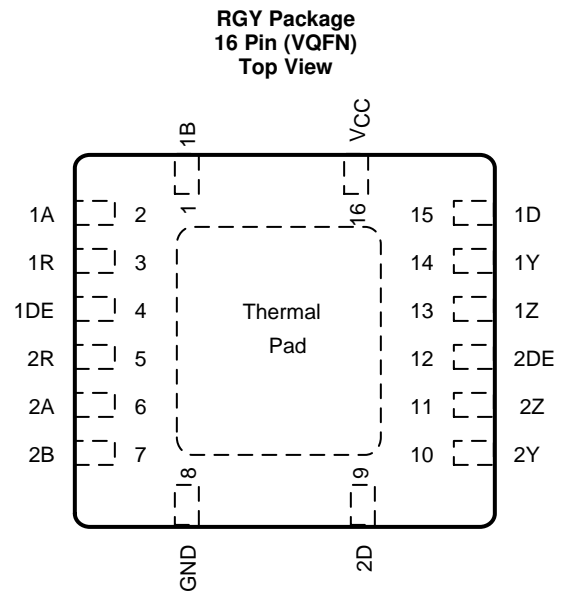 RGY Package
16 Pin (VQFN)
Top View
1B
VCC
1
16
1A 2 15 1D
1R 3 14 1Y
1DE 4 13 1Z
2R 5 12 2DE
2A 6 11 2Z
2B 7 10 2Y
Thermal
Pad
8
9
GND
2D